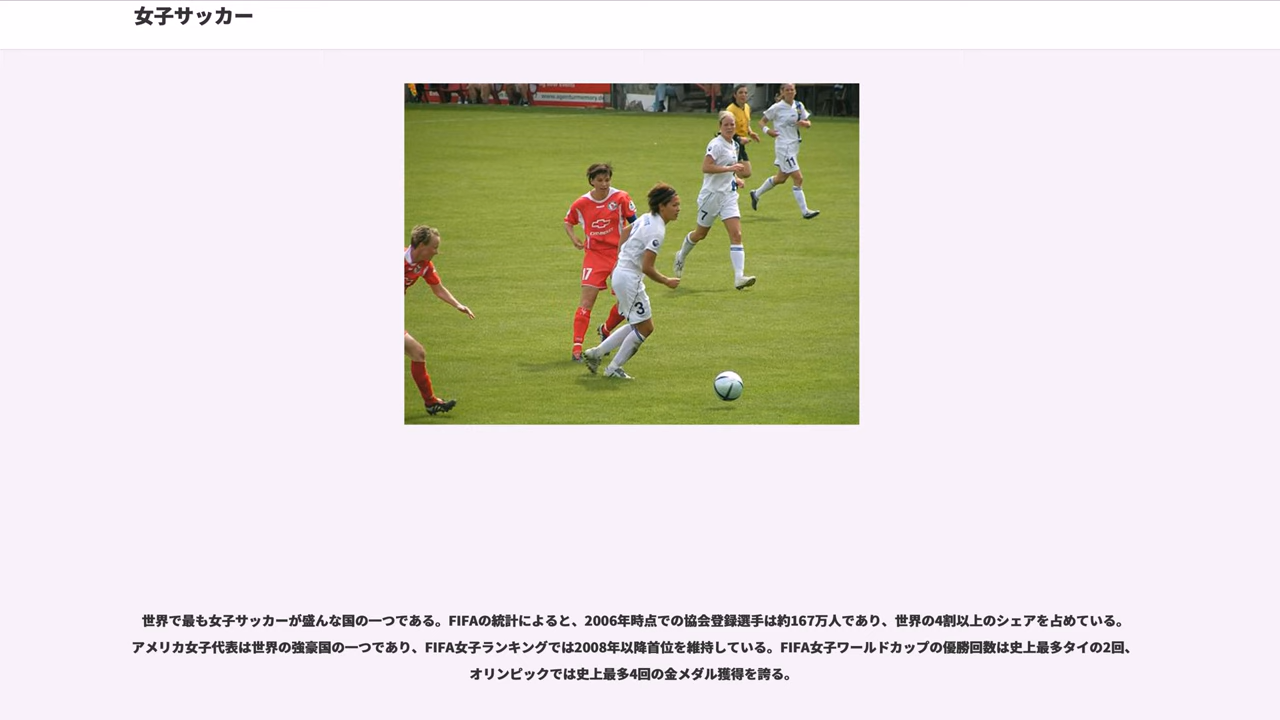 女子サッカー
www.agenturmemory.de
17
3
7
11
世界で最も女子サッカーが盛んな国の一つである。FIFAの統計によると、2006年時点での協会登録選手は約167万人であり、世界の4割以上のシェアを占めている。
アメリカ女子代表は世界の強豪国の一つであり、FIFA女子ランキングでは2008年以降首位を維持している。FIFA女子ワールドカップの優勝回数は史上最多タイの2回、
オリンピックでは史上最多4回の金メダル獲得を誇る。